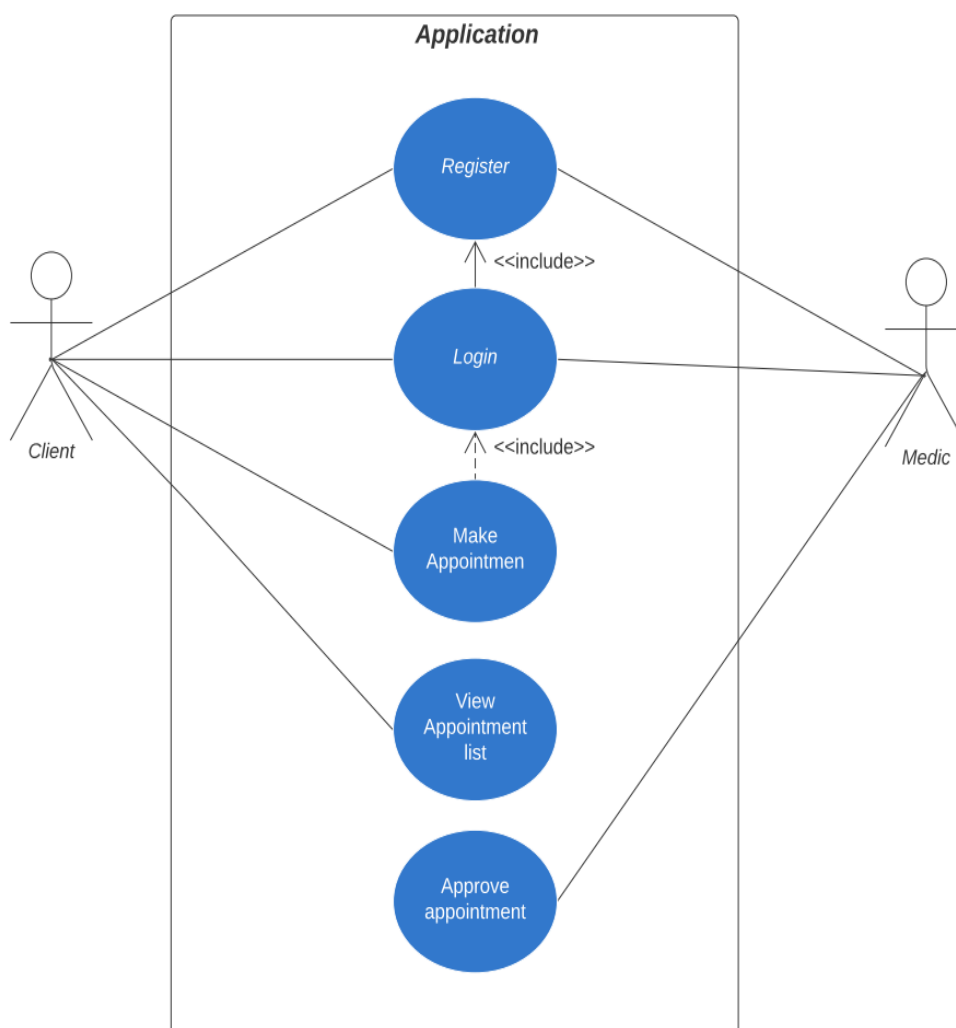 Application
Register
<<include>>
Login
<<include>>
Client
Medic
Make
Appointmen
View
Appointment
list
Approve
appointment